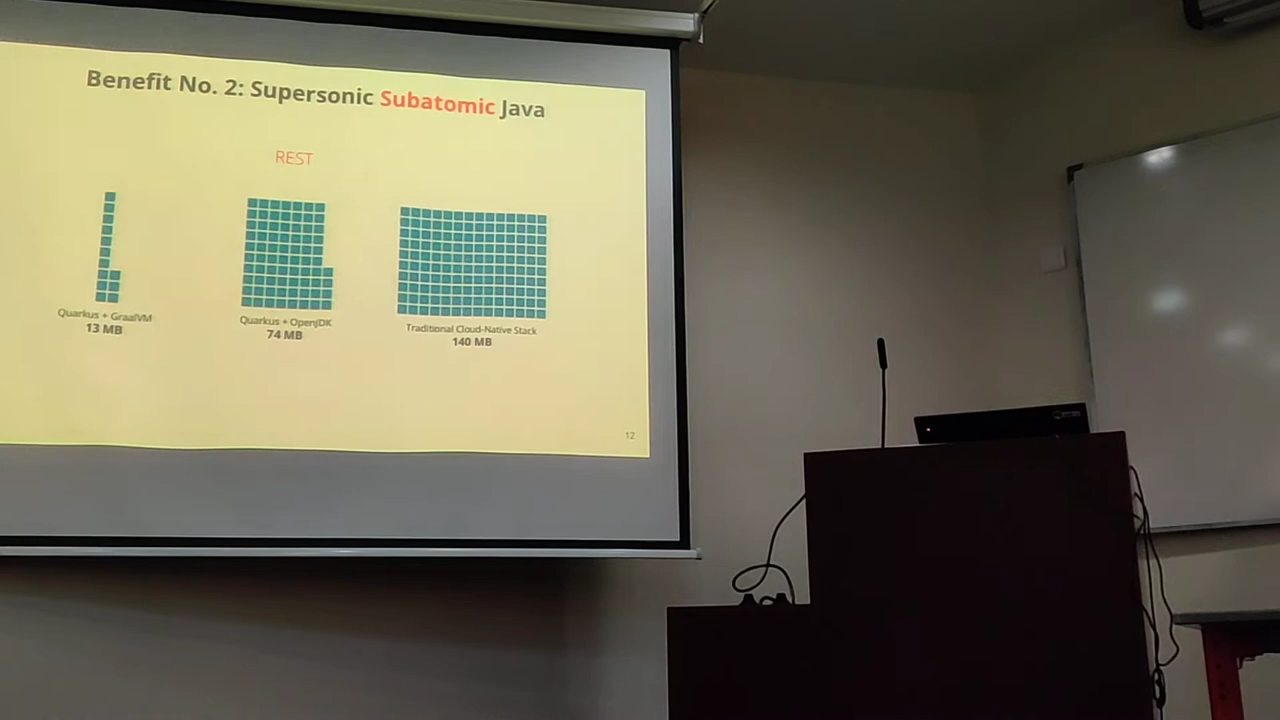 Benefit No. 2: Supersonic Subatomic Java
REST
Quarkus + GraalVM
13 MB
Quarkus + OpenJDK
74 MB
Traditional Cloud-Native Stack
140 MB
12